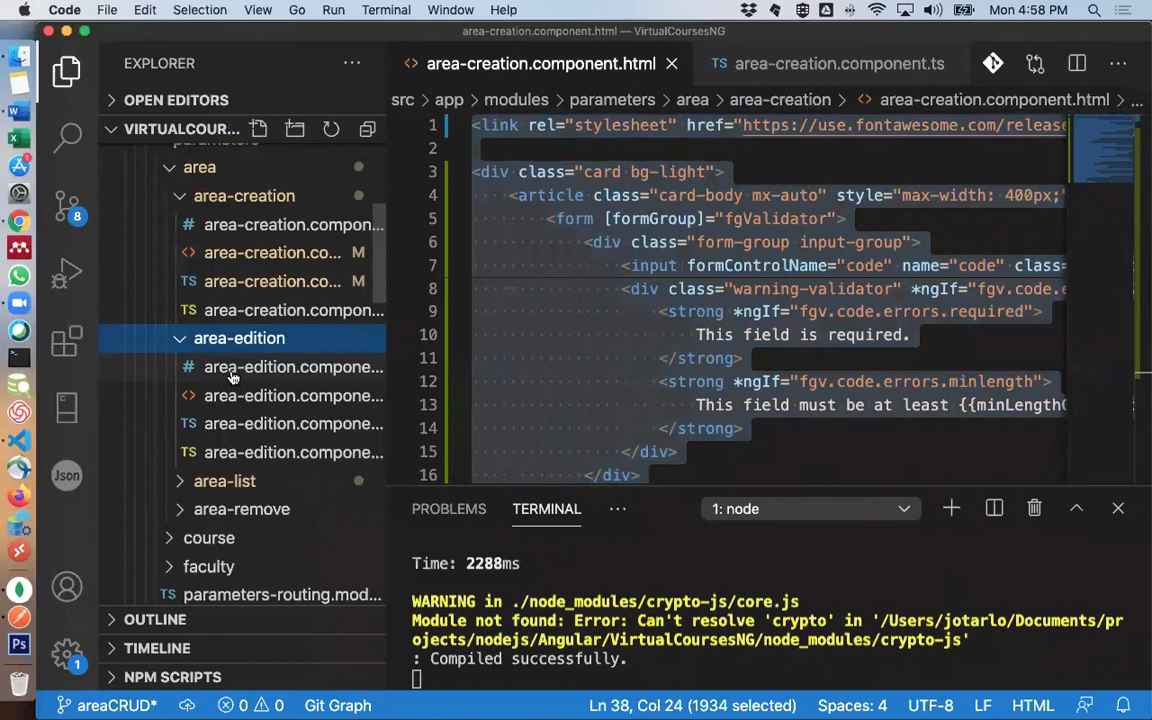 Code File Edit Selection View Go Run Terminal Window Help Mon 4:58 PM
area-creation.component.html — VirtualCoursesNG
EXPLORER
area-creation.component.html
TS area-creation.component.ts
OPEN EDITORS
src > app > modules > parameters > area > area-creation > area-creation.component.html > ...
VIRTUALCOUR...
parameters
area
area-creation
# area-creation.compon...
area-creation.co... M
TS area-creation.co... M
TS area-creation.compon...
area-edition
# area-edition.compone...
area-edition.compone...
TS area-edition.compone...
TS area-edition.compone...
area-list
area-remove
course
faculty
TS parameters-routing.mod...
OUTLINE
TIMELINE
NPM SCRIPTS
8
Json
1
Ps
1 <link rel="stylesheet" href="https://use.fontawesome.com/release
2
3 <div class="card bg-light">
4 <article class="card-body mx-auto" style="max-width: 400px;"
5 <form [formGroup]="fgValidator">
6 <div class="form-group input-group">
7 <input formControlName="code" name="code" class=
8 <div class="warning-validator" *ngIf="fgv.code.e
9 <strong *ngIf="fgv.code.errors.required">
10 This field is required.
11 </strong>
12 <strong *ngIf="fgv.code.errors.minlength">
13 This field must be at least {{minLength
14 </strong>
15 </div>
16 </div>
PROBLEMS TERMINAL ... 1: node
Time: 2288ms
WARNING in ./node_modules/crypto-js/core.js
Module not found: Error: Can't resolve 'crypto' in '/Users/jotarlo/Documents/pr
ojects/nodejs/Angular/VirtualCoursesNG/node_modules/crypto-js'
: Compiled successfully.
areaCRUD* 0 0 Git Graph Ln 38, Col 24 (1934 selected) Spaces: 4 UTF-8 LF HTML